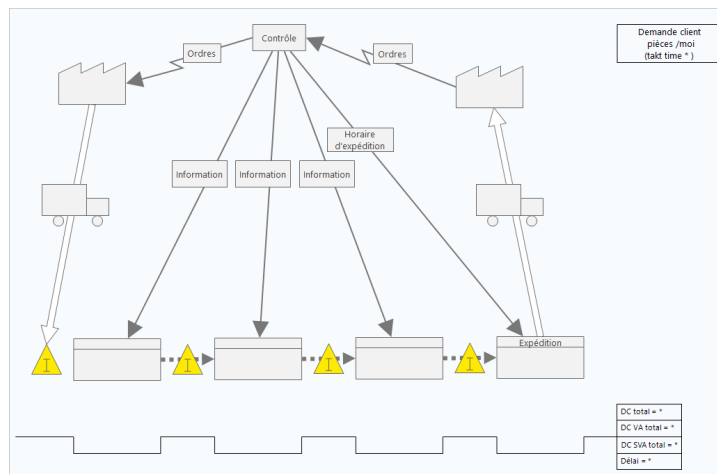 Contrôle
Demande client
pièces /moi
(takt time * )
Ordres
Ordres
Horaire
d'expédition
Information
Information
Information
Expédition
I
I
I
I
DC total = *
DC VA total = *
DC SVA total = *
Délai = *